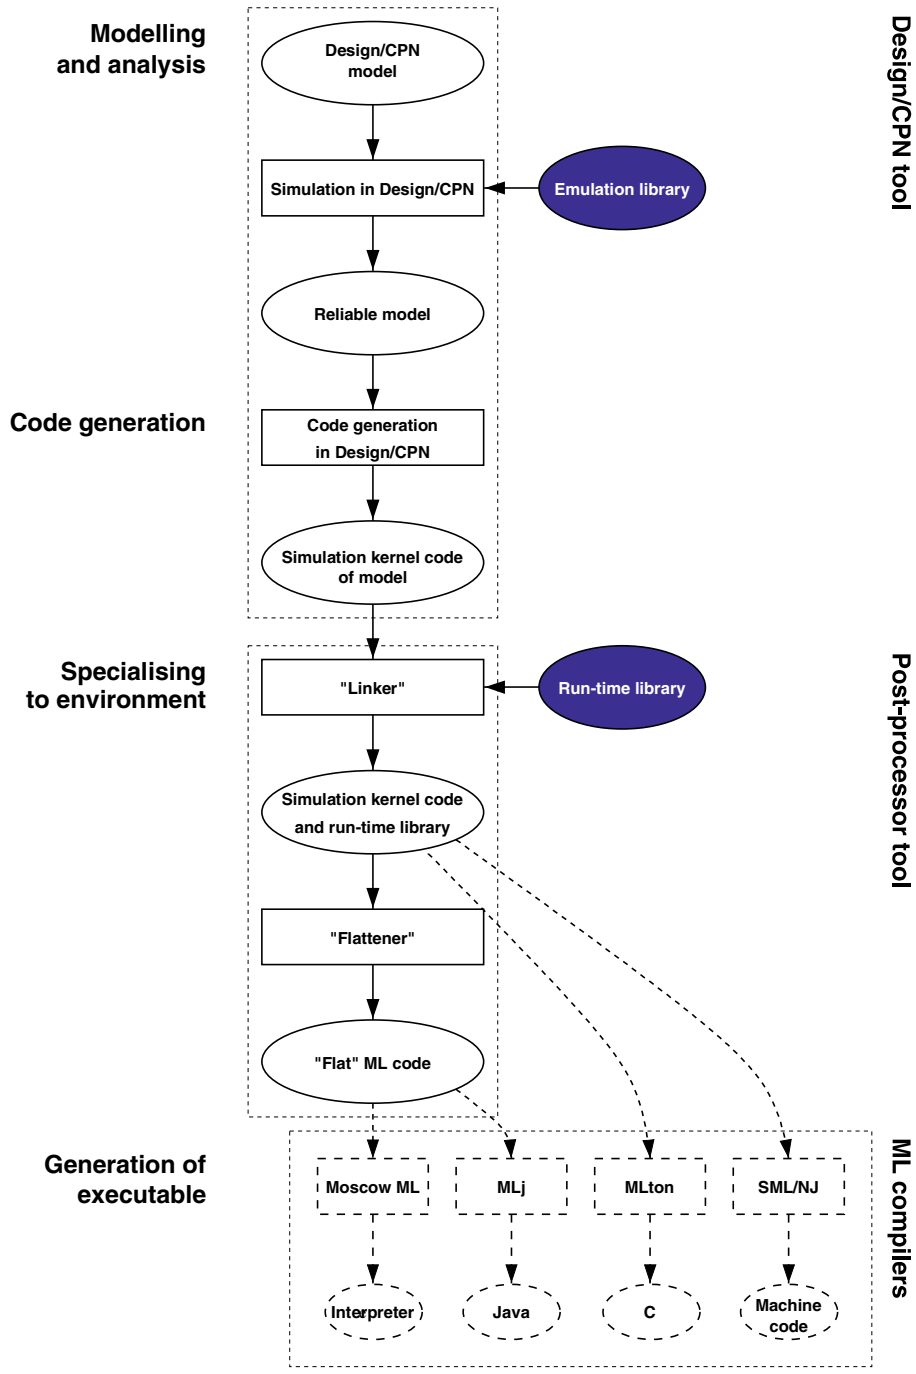 Modelling
and analysis
Design/CPN
model
Design/CPN tool
Simulation in Design/CPN
Emulation library
Reliable model
Code generation
Code generation
in Design/CPN
Simulation kernel code
of model
Specialising
to environment
"Linker"
Run-time library
Post-processor tool
Simulation kernel code
and run-time library
"Flattener"
"Flat" ML code
Generation of
executable
ML compilers
Moscow ML
MLj
MLton
SML/NJ
Interpreter
Java
C
Machine
code